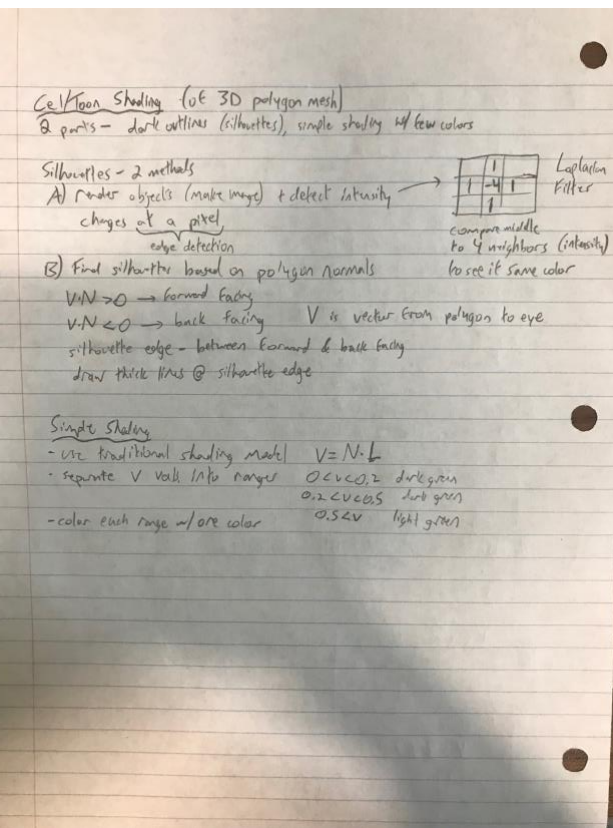 Cel/Toon Shading (of 3D polygon mesh)
2 parts - dark outlines (silhouettes), simple shading w/ few colors
Silhouettes - 2 methods
A) render objects (make image) + detect intensity
changes at a pixel
edge detection
1
1 -4 1
1
Laplacian
Filter
compare middle
to 4 neighbors (intensity)
to see if same color
B) Find silhouettes based on polygon normals
V·N > 0 → forward facing
V·N < 0 → back facing V is vector from polygon to eye
silhouette edge - between forward & back facing
draw thick lines @ silhouette edge
Simple Shading
- use traditional shading model V = N·L
- separate V vals into ranges 0<v<0.2 dark green
0.2<v<0.5 dark green
- color each range w/ one color 0.5<v light green